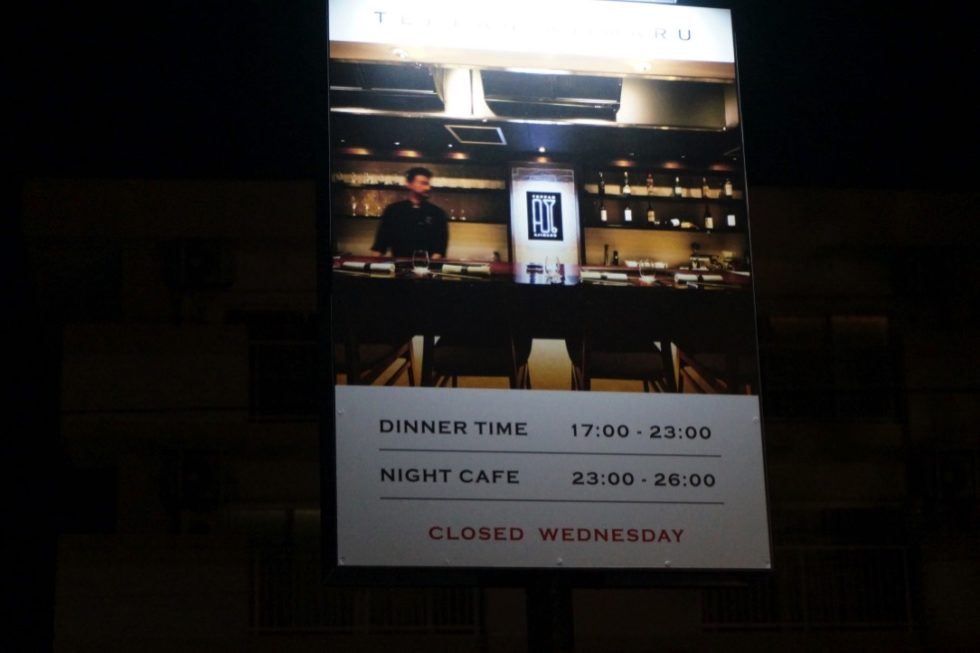 DINNER TIME 17:00 - 23:00
NIGHT CAFE 23:00 - 26:00
CLOSED WEDNESDAY